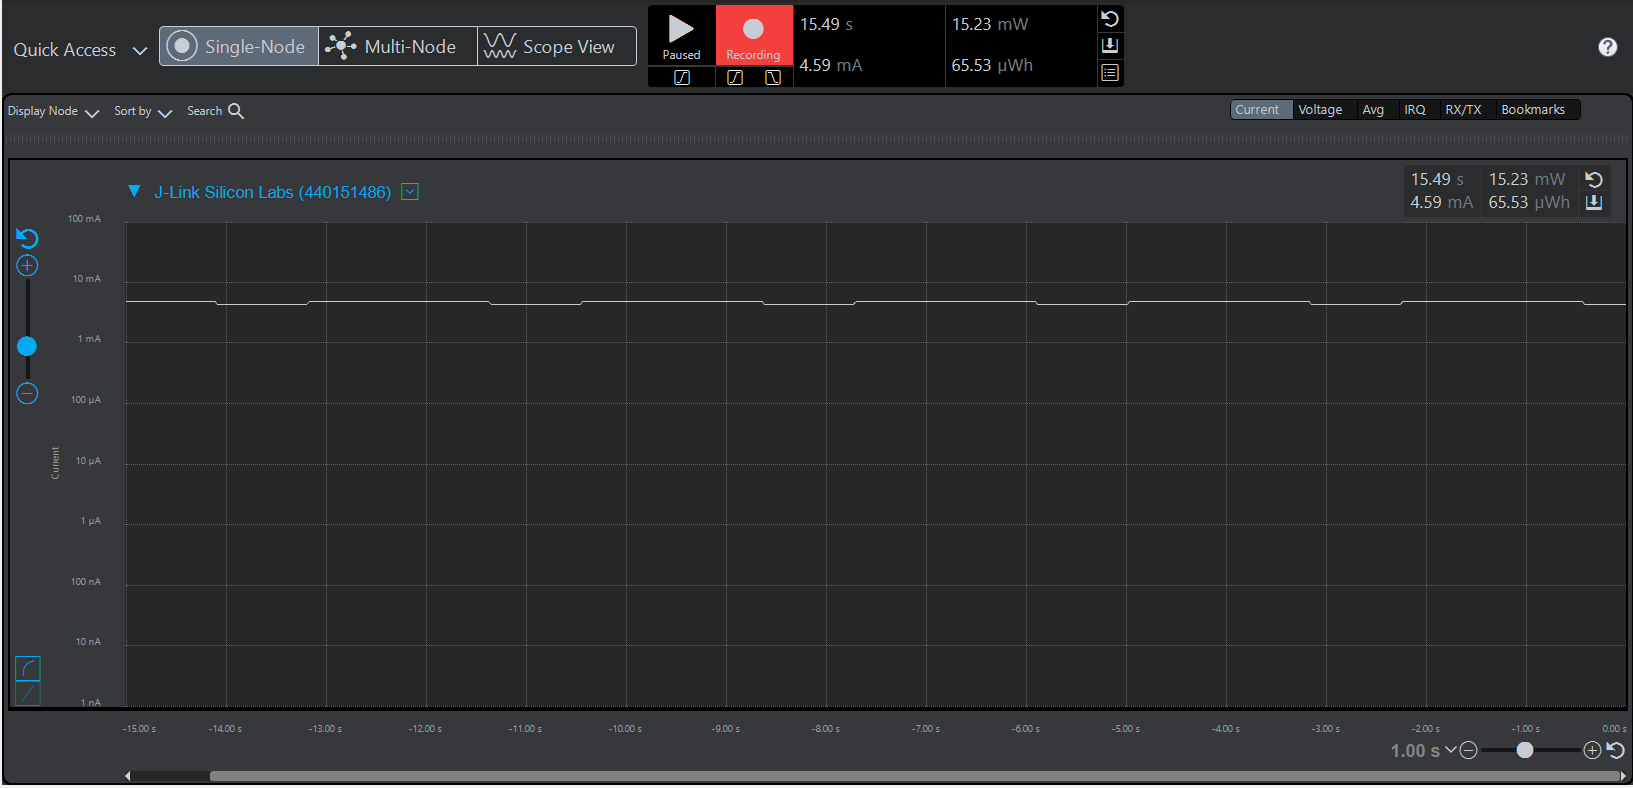 Quick Access
Single-Node
Multi-Node
Scope View
Paused
Recording
15.49 s
15.23 mW
4.59 mA
65.53 µWh
Display Node
Sort by
Search
Current
Voltage
Avg
IRQ
RX/TX
Bookmarks
J-Link Silicon Labs (440151486)
15.49 s
15.23 mW
4.59 mA
65.53 µWh
100 mA
10 mA
1 mA
100 µA
10 µA
1 µA
100 nA
10 nA
1 nA
Current
-15.00 s
-14.00 s
-13.00 s
-12.00 s
-11.00 s
-10.00 s
-9.00 s
-8.00 s
-7.00 s
-6.00 s
-5.00 s
-4.00 s
-3.00 s
-2.00 s
-1.00 s
0.00 s
1.00 s